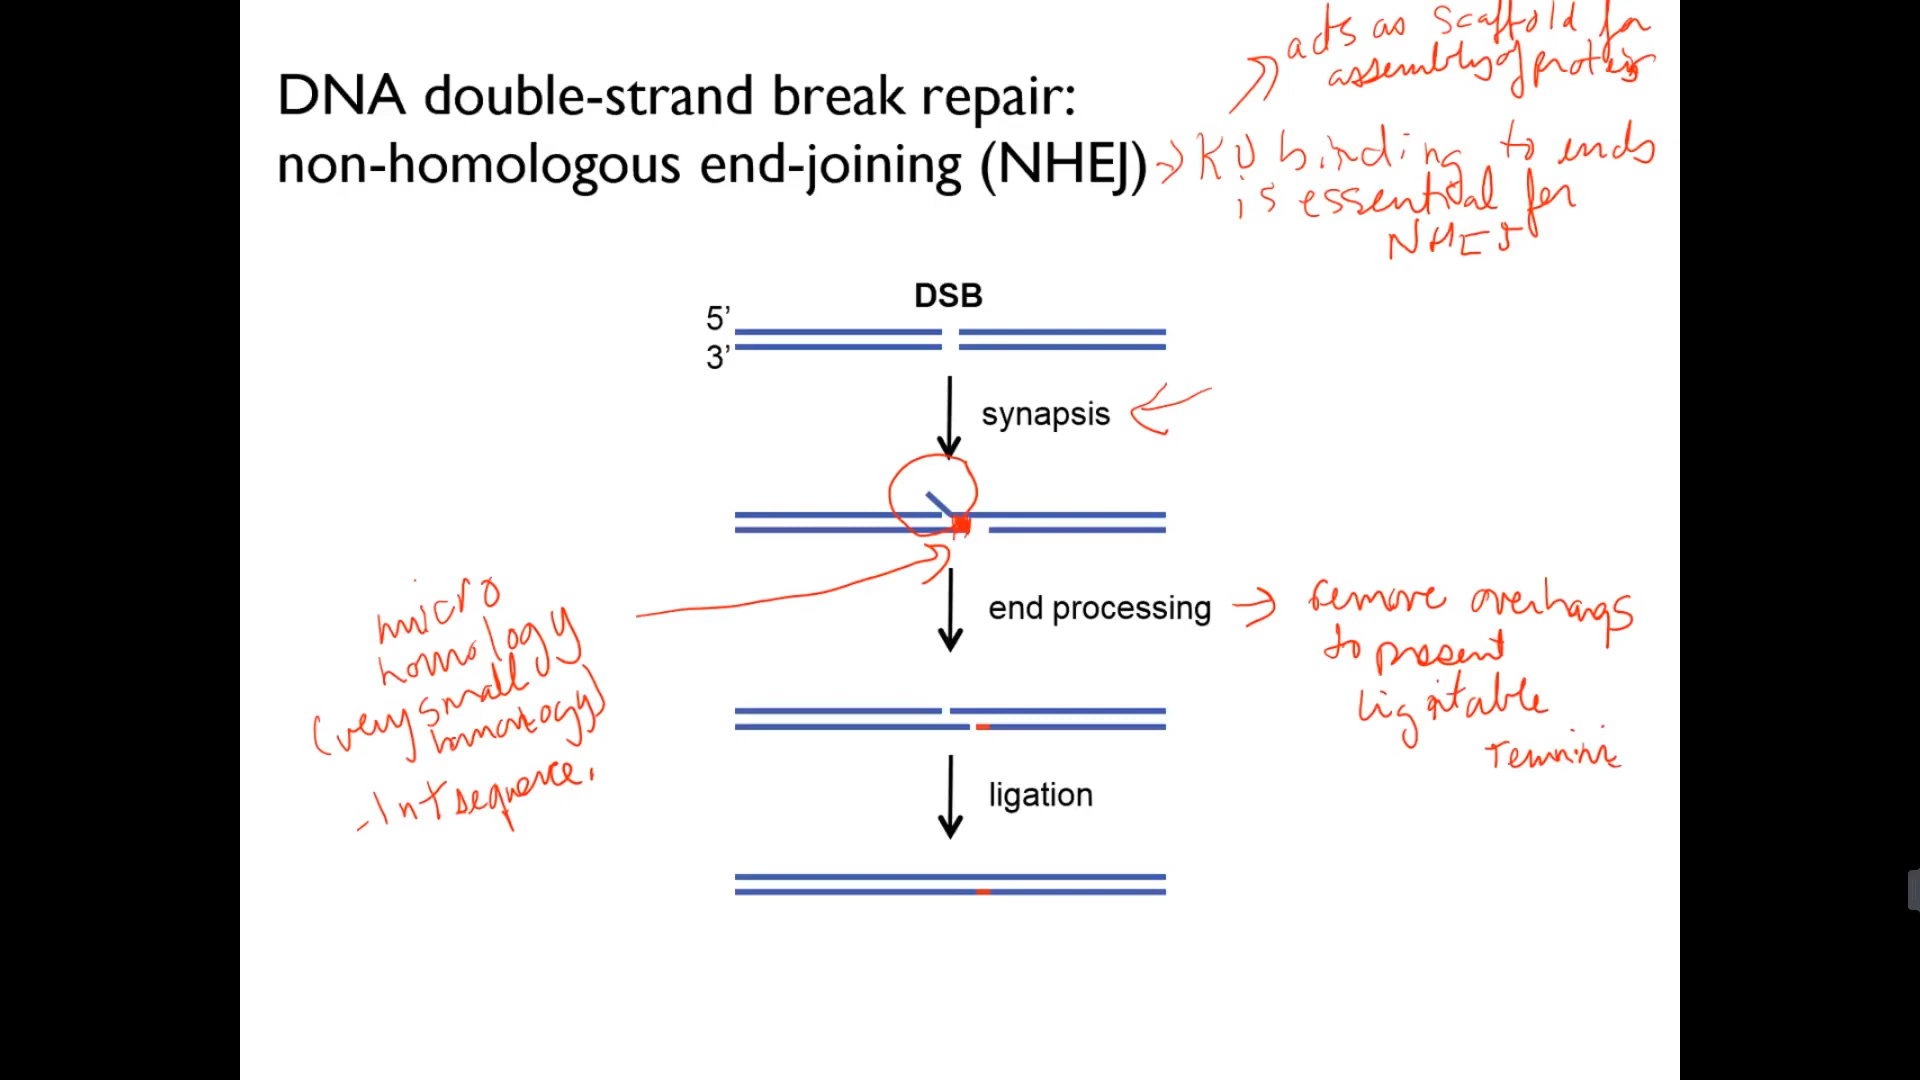 acts as scaffold for
assembly of proteins
DNA double-strand break repair:
non-homologous end-joining (NHEJ)
→ KU binding to ends
is essential for
NHEJ
DSB
5’
3’
synapsis
micro
homology
(very small
homology)
- 1nt sequence.
end processing
→ remove overhangs
to present
ligatable
ligation